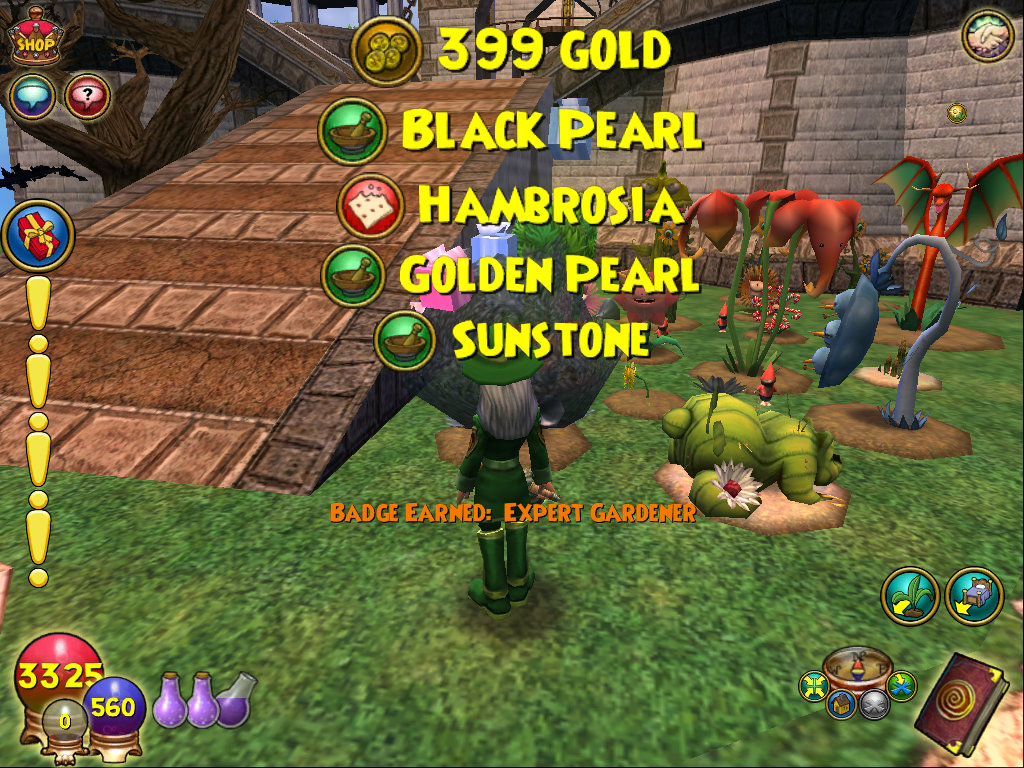 SHOP
399 GOLD
BLACK PEARL
HAMBROSIA
GOLDEN PEARL
SUNSTONE
BADGE EARNED: EXPERT GARDENER
?
3325
560
0
N